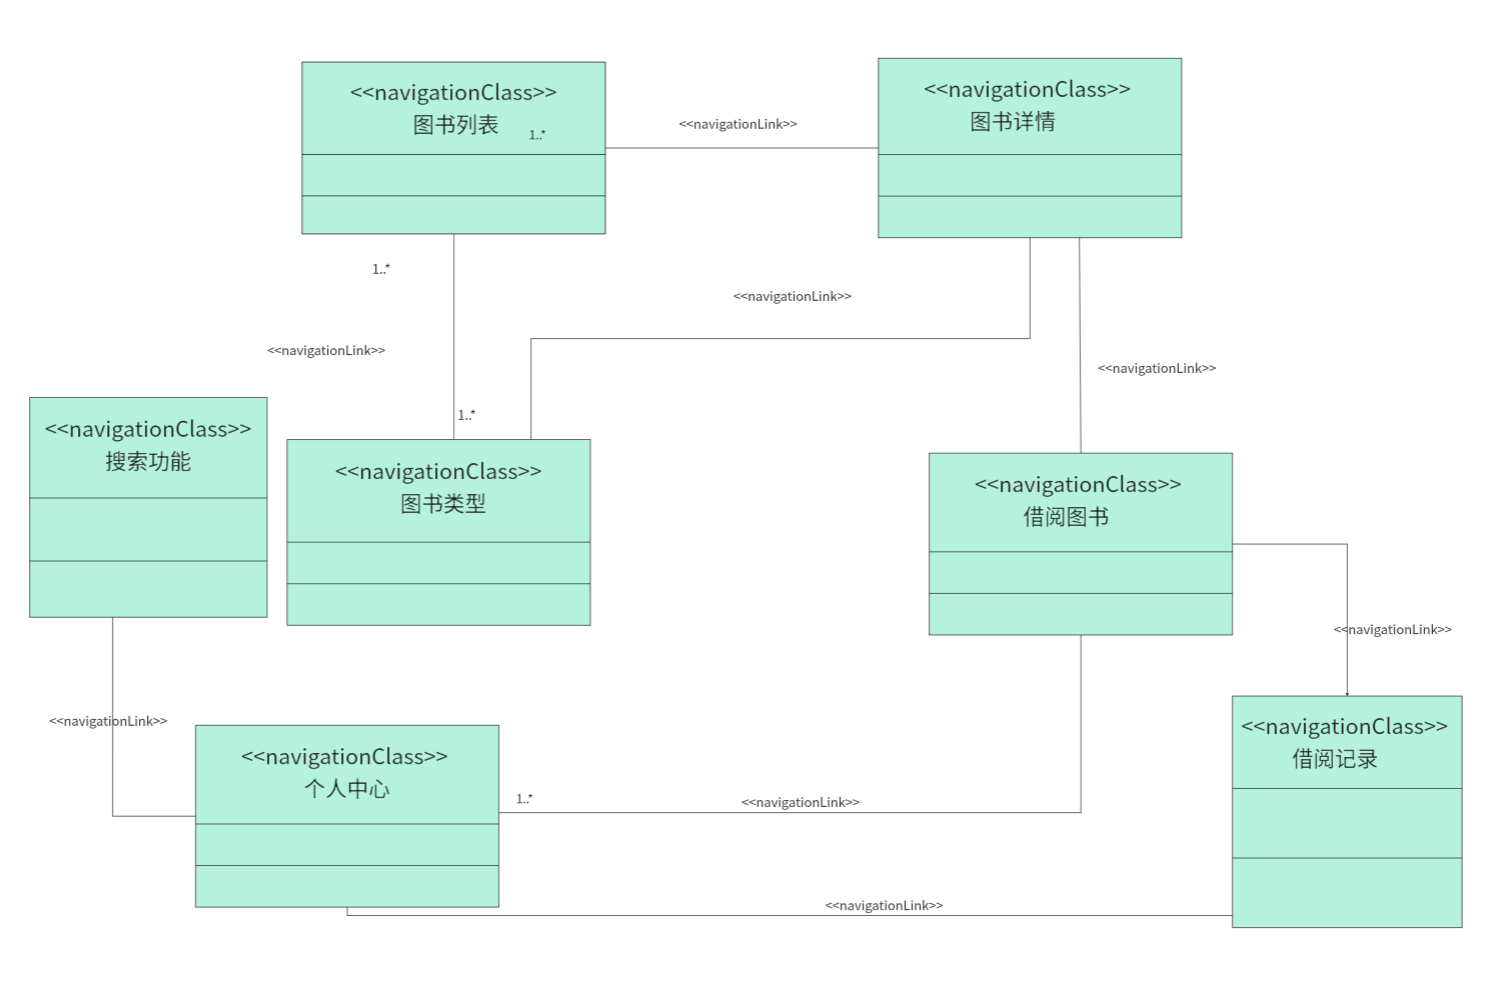 <<navigationClass>>
图书列表
1..*
<<navigationLink>>
<<navigationClass>>
图书详情
1..*
<<navigationLink>>
<<navigationLink>>
<<navigationLink>>
1..*
<<navigationClass>>
搜索功能
<<navigationClass>>
图书类型
<<navigationClass>>
借阅图书
<<navigationLink>>
<<navigationLink>>
<<navigationClass>>
个人中心
1..*
<<navigationLink>>
<<navigationClass>>
借阅记录
<<navigationLink>>